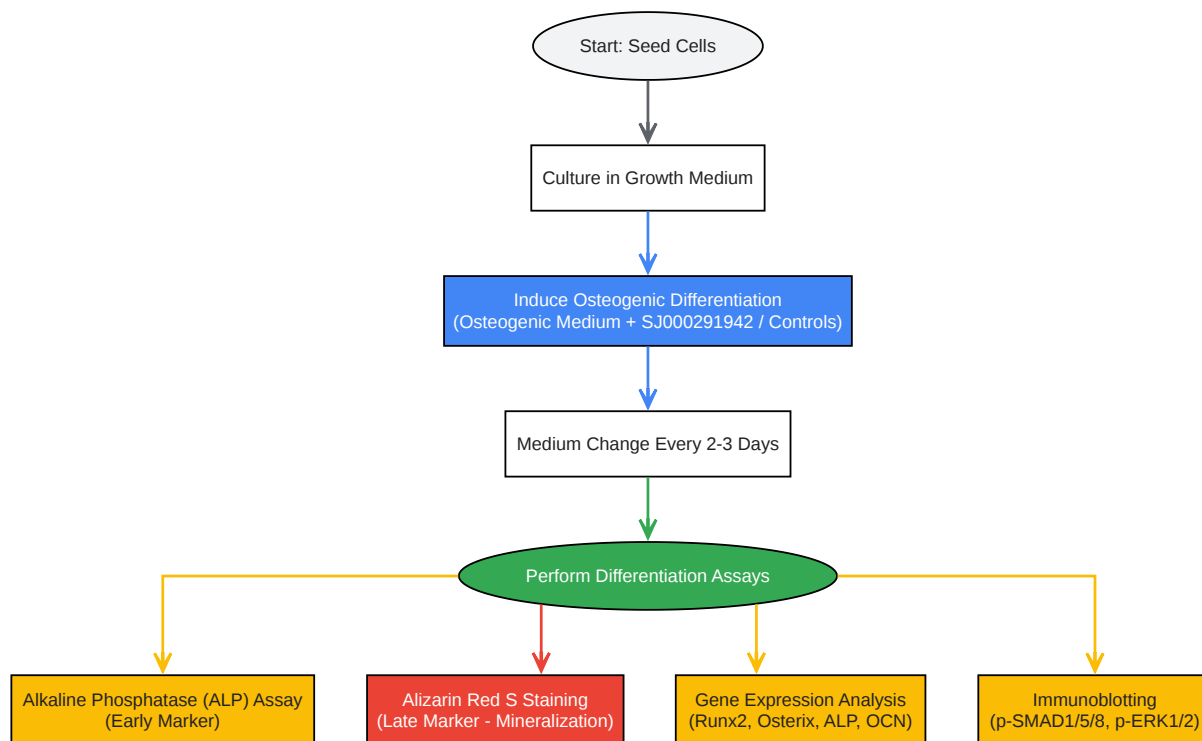 Start: Seed Cells
Culture in Growth Medium
Induce Osteogenic Differentiation
(Osteogenic Medium + SJ000291942 / Controls)
Medium Change Every 2-3 Days
Perform Differentiation Assays
Alkaline Phosphatase (ALP) Assay
(Early Marker)
Alizarin Red S Staining
(Late Marker - Mineralization)
Gene Expression Analysis
(Runx2, Osterix, ALP, OCN)
Immunoblotting
(p-SMAD1/5/8, p-ERK1/2)